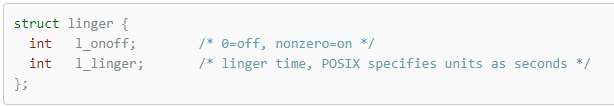 struct linger {
  int   l_onoff;        /* 0=off, nonzero=on */
  int   l_linger;       /* linger time, POSIX specifies units as seconds */
};